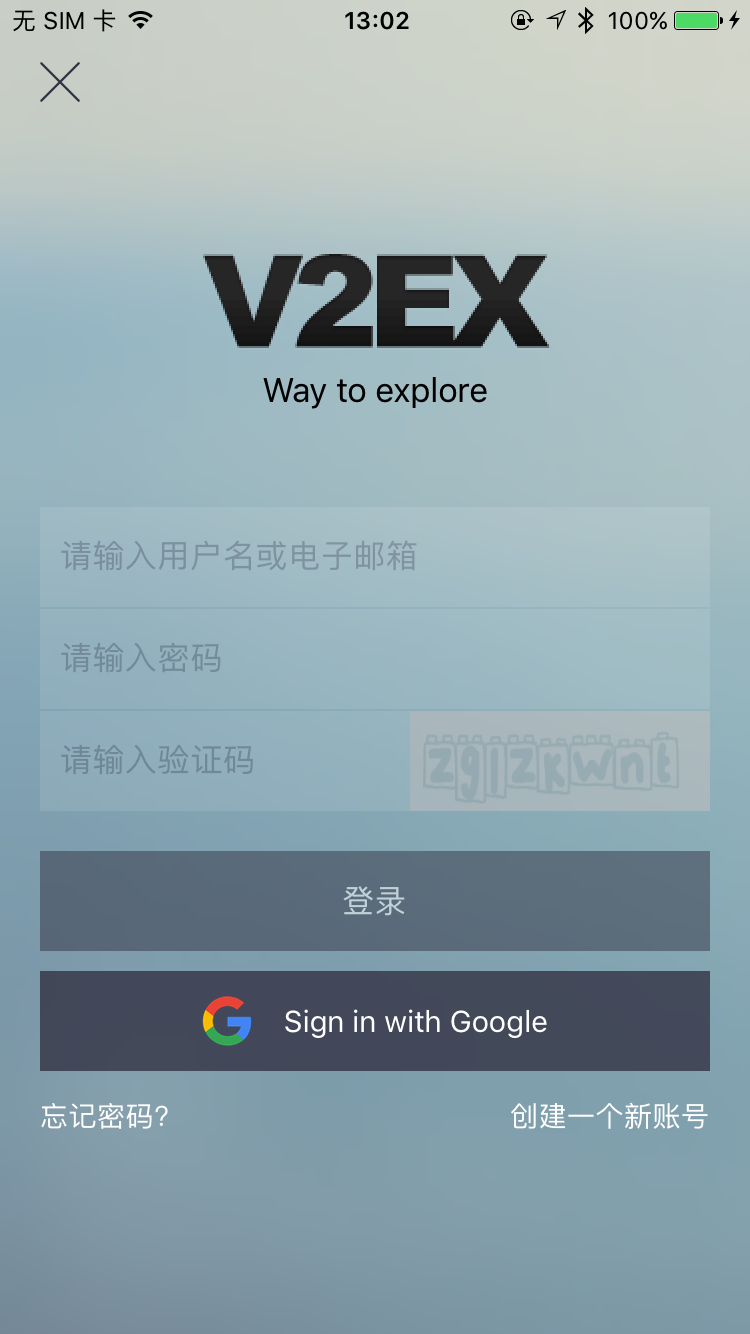 无 SIM 卡 13:02 100%
V2EX
Way to explore
请输入用户名或电子邮箱
请输入密码
请输入验证码
登录
Sign in with Google
忘记密码? 创建一个新账号